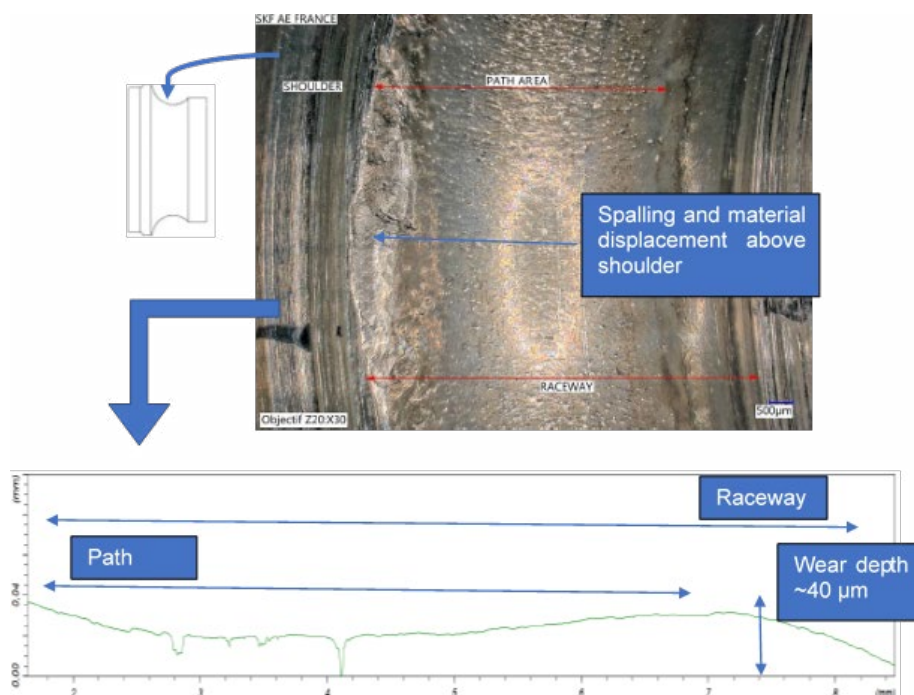 SKF AE FRANCE
SHOULDER
PATH AREA
Spalling and material
displacement above
shoulder
RACEWAY
Objectif Z20:X30
500µm
(mm)
Raceway
Path
Wear depth
~40 µm
0.04
0.00
2
3
4
5
6
7
8
(mm)